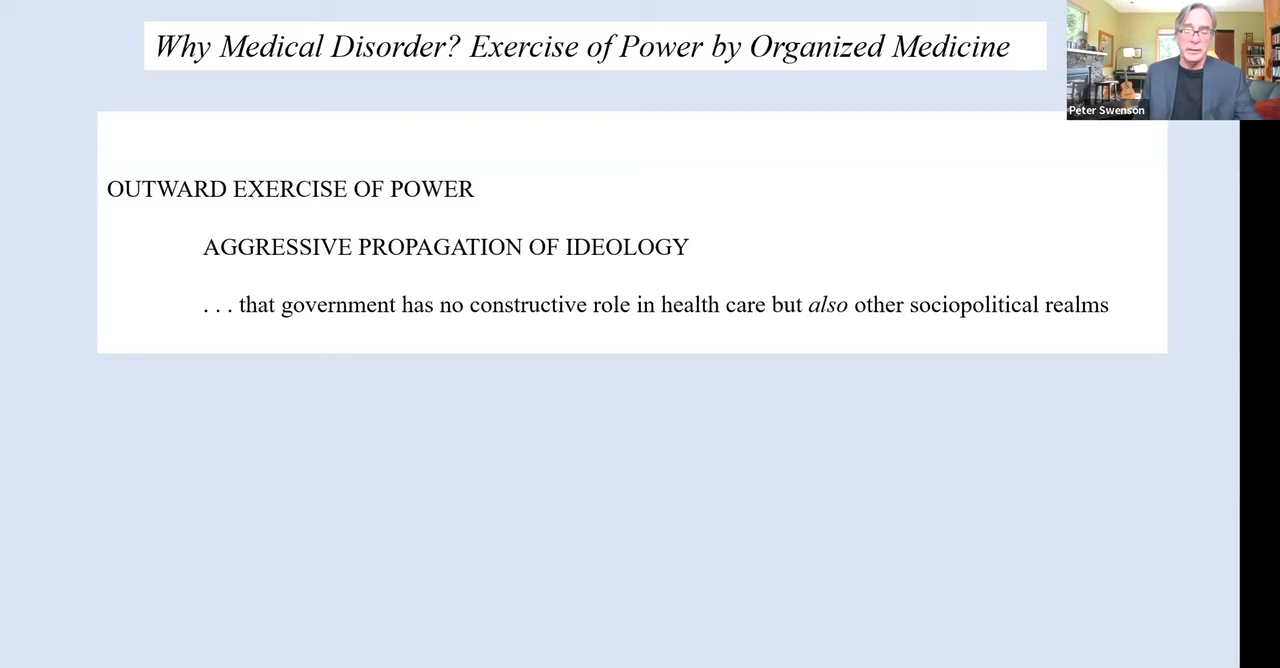 Why Medical Disorder? Exercise of Power by Organized Medicine
Peter Swenson
OUTWARD EXERCISE OF POWER
AGGRESSIVE PROPAGATION OF IDEOLOGY
. . . that government has no constructive role in health care but also other sociopolitical realms